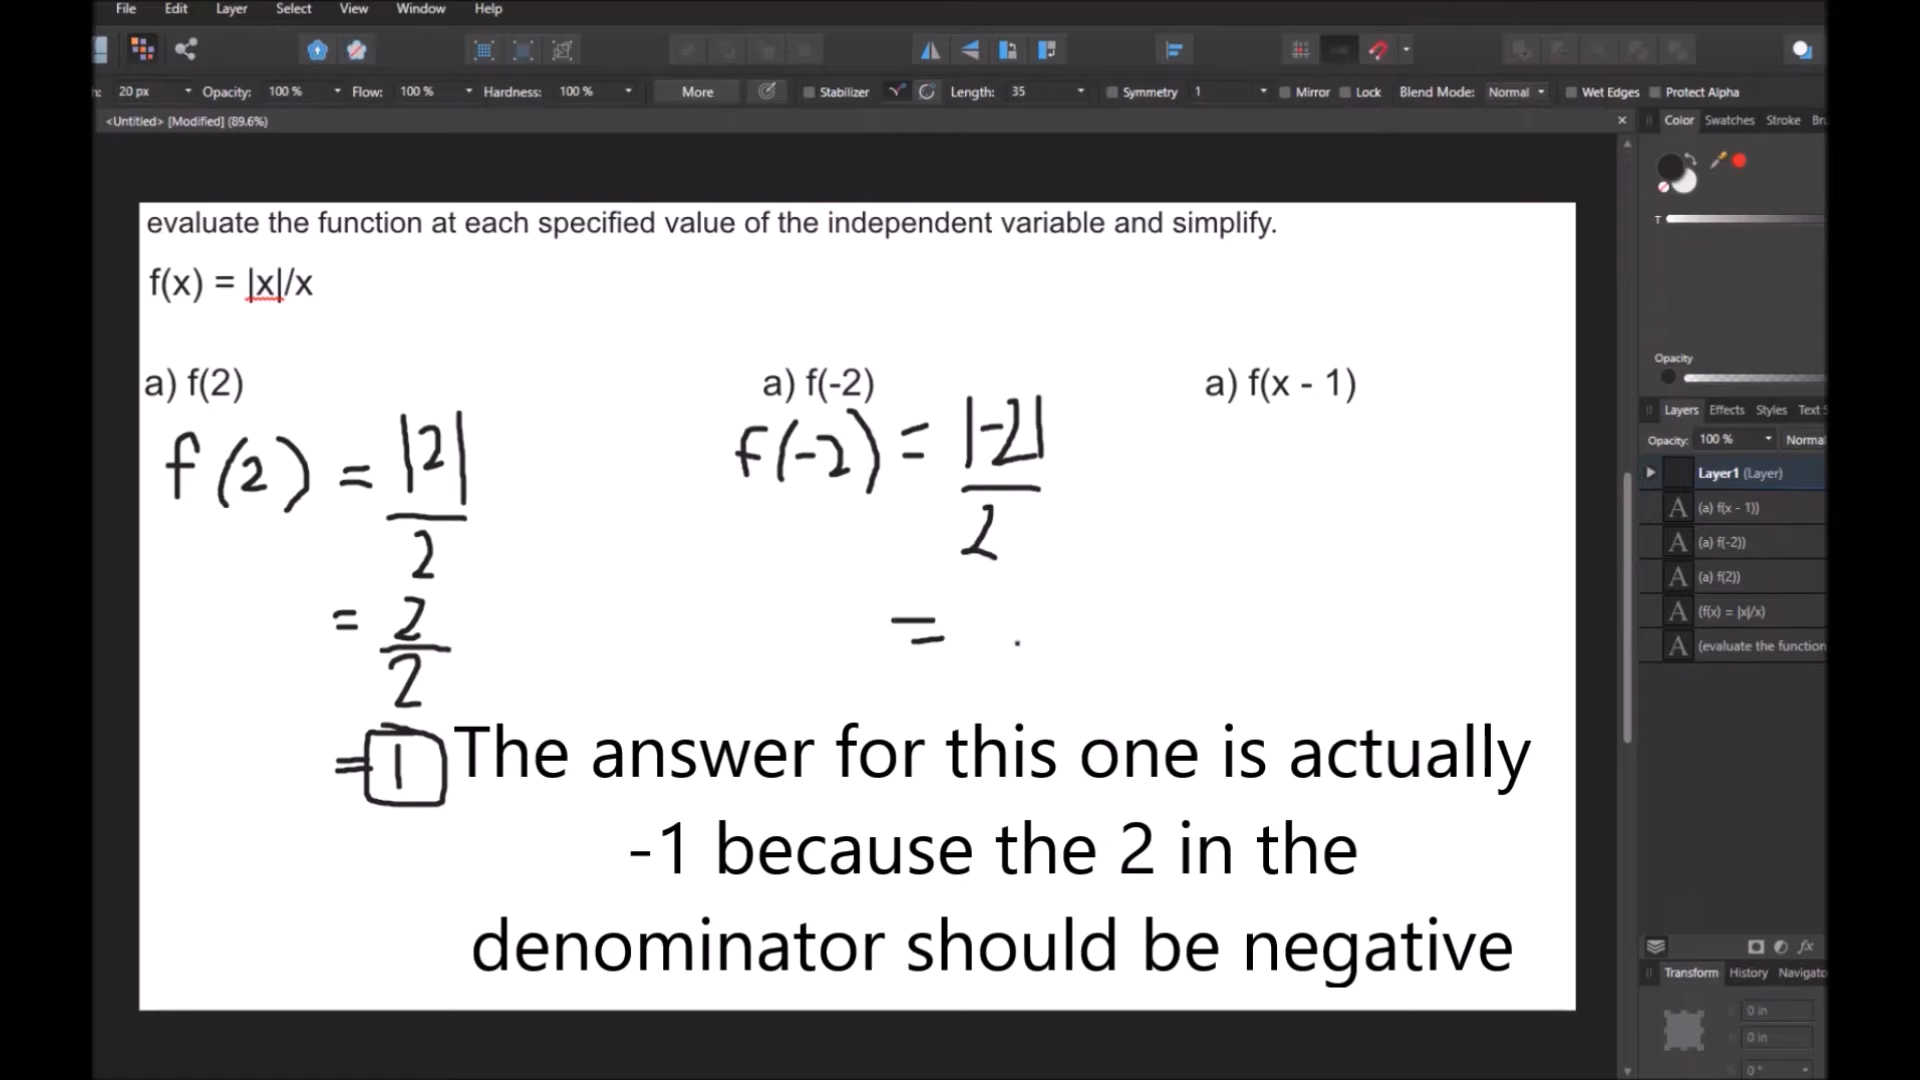 File Edit Layer Select View Window Help
20 px Opacity: 100 % Flow: 100 % Hardness: 100 % More Stabilizer Length: 35 Symmetry 1 Mirror Lock Blend Mode: Normal Wet Edges Protect Alpha
<Untitled> [Modified] (89.6%)
Color Swatches Stroke
evaluate the function at each specified value of the independent variable and simplify.
f(x) = |x|/x
a) f(2)
f(2) = |2|
2
= 2
2
= 1
a) f(-2)
f(-2) = |-2|
2
=
a) f(x - 1)
The answer for this one is actually
-1 because the 2 in the
denominator should be negative
Opacity
Layers Effects Styles Text S
Opacity: 100 % Normal
Layer1 (Layer)
A (a) f(x - 1))
A (a) f(-2))
A (a) f(2))
A (f(x) = |x|/x)
A (evaluate the function
fx
Transform History Navigato
0 in
0 in
0 °